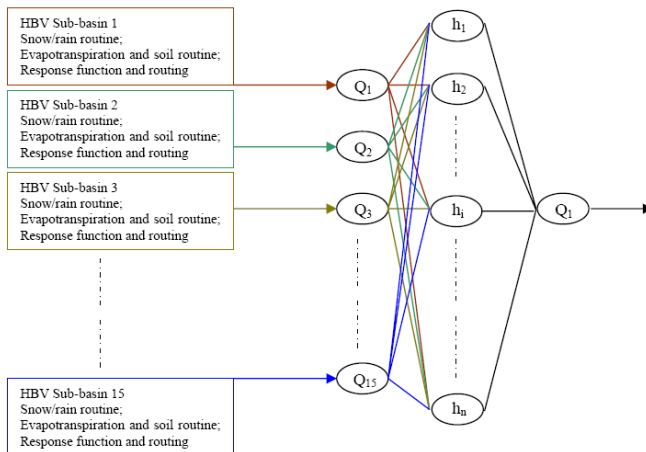 HBV Sub-basin 1
Snow/rain routine;
Evapotranspiration and soil routine;
Response function and routing
HBV Sub-basin 2
Snow/rain routine;
Evapotranspiration and soil routine;
Response function and routing
HBV Sub-basin 3
Snow/rain routine;
Evapotranspiration and soil routine;
Response function and routing
HBV Sub-basin 15
Snow/rain routine;
Evapotranspiration and soil routine;
Response function and routing
Q1
Q2
Q3
Q15
h1
h2
hi
hn
Q1